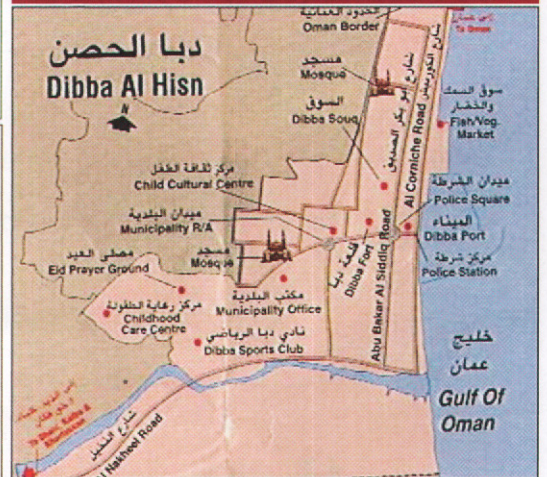 الحدود العمانية
Oman Border
To Oman
دبا الحصن
Dibba Al Hisn
N
مسجد
Mosque
السوق
Dibba Souq
شارع أبو بكر الصديق
شارع الكورنيش
Al Corniche Road
سوق السمك
والخضار
Fish/Veg.
Market
مركز ثقافة الطفل
Child Cultural Centre
ميدان الشرطة
Police Square
ميدان البلدية
Municipality R/A
الميناء
Dibba Port
مسجد
Mosque
قلعة دبا
Dibba Fort
Abu Bakar Al Siddiq Road
مركز شرطة
Police Station
مصلى العيد
Eid Prayer Ground
مكتب البلدية
Municipality Office
مركز رعاية الطفولة
Childhood
Care Centre
نادي دبا الرياضي
Dibba Sports Club
خليج
عمان
Gulf Of
Oman
شارع النخيل
Al Nakheel Road